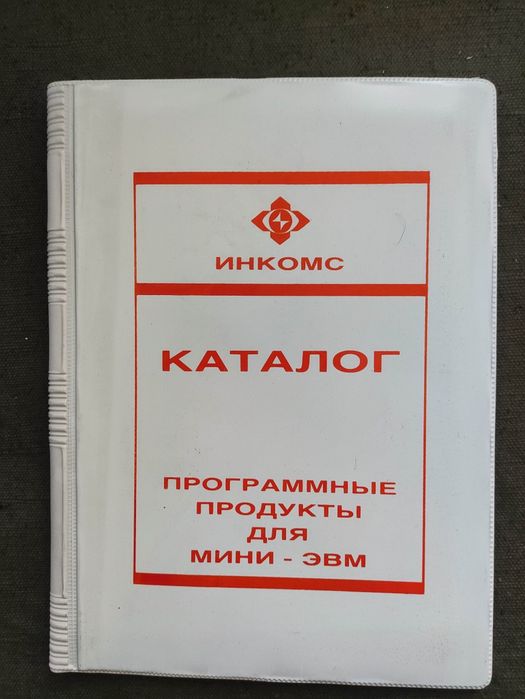 ИНКОМС
КАТАЛОГ
ПРОГРАММНЫЕ
ПРОДУКТЫ
ДЛЯ
МИНИ - ЭВМ